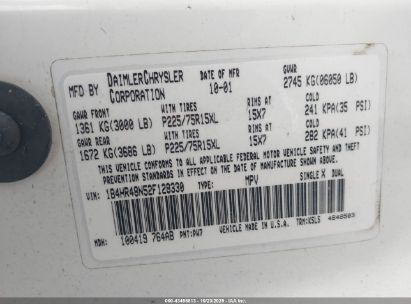 MFD BY DAIMLERCHRYSLER CORPORATION DATE OF MFR 10-01 GVWR 2745 KG(06050 LB)
GAWR FRONT WITH TIRES RIMS AT COLD
1361 KG(3000 LB) P225/75R15XL 15X7 241 KPA(35 PSI)
GAWR REAR WITH TIRES RIMS AT COLD
1672 KG(3686 LB) P225/75R15XL 15X7 282 KPA(41 PSI)
THIS VEHICLE CONFORMS TO ALL APPLICABLE FEDERAL MOTOR VEHICLE SAFETY AND THEFT PREVENTION STANDARDS IN EFFECT ON THE DATE OF MANUFACTURE SHOWN ABOVE.
VIN: 1B4HR48N52F129330 TYPE: MPV SINGLE X DUAL
MDH: 100419 764AB PNT:PW7 VEHICLE MADE IN U.S.A. TRM:K5LS 4648503